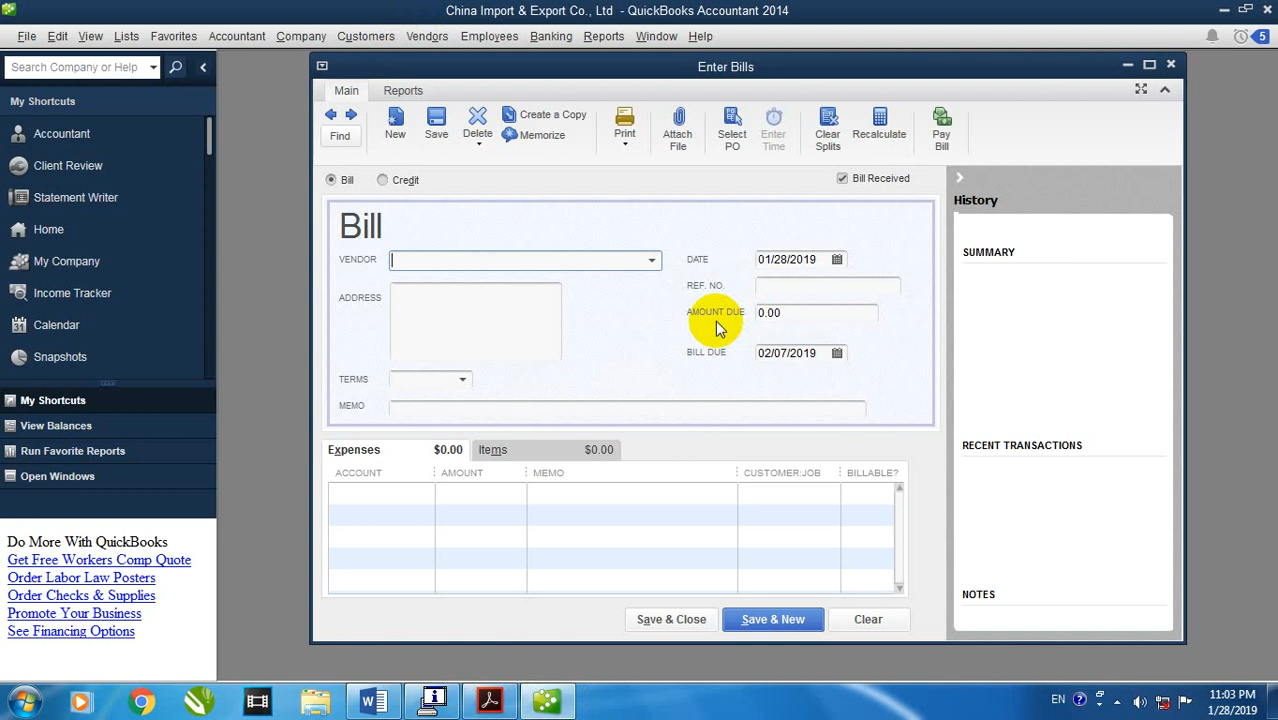 China Import & Export Co., Ltd - QuickBooks Accountant 2014
File Edit View Lists Favorites Accountant Company Customers Vendors Employees Banking Reports Window Help 5
Search Company or Help
My Shortcuts
Accountant
Client Review
Statement Writer
Home
My Company
Income Tracker
Calendar
Snapshots
My Shortcuts
View Balances
Run Favorite Reports
Open Windows
Do More With QuickBooks
Get Free Workers Comp Quote
Order Labor Law Posters
Order Checks & Supplies
Promote Your Business
See Financing Options
Enter Bills
Main Reports
Find
New
Save
Delete
Create a Copy
Memorize
Print
Attach File
Select PO
Enter Time
Clear Splits
Recalculate
Pay Bill
Bill Credit Bill Received
Bill
VENDOR
DATE 01/28/2019
REF. NO.
ADDRESS
AMOUNT DUE 0.00
BILL DUE 02/07/2019
TERMS
MEMO
Expenses $0.00 Items $0.00
ACCOUNT AMOUNT MEMO CUSTOMER:JOB BILLABLE?
Save & Close Save & New Clear
History
SUMMARY
RECENT TRANSACTIONS
NOTES
EN
11:03 PM
1/28/2019